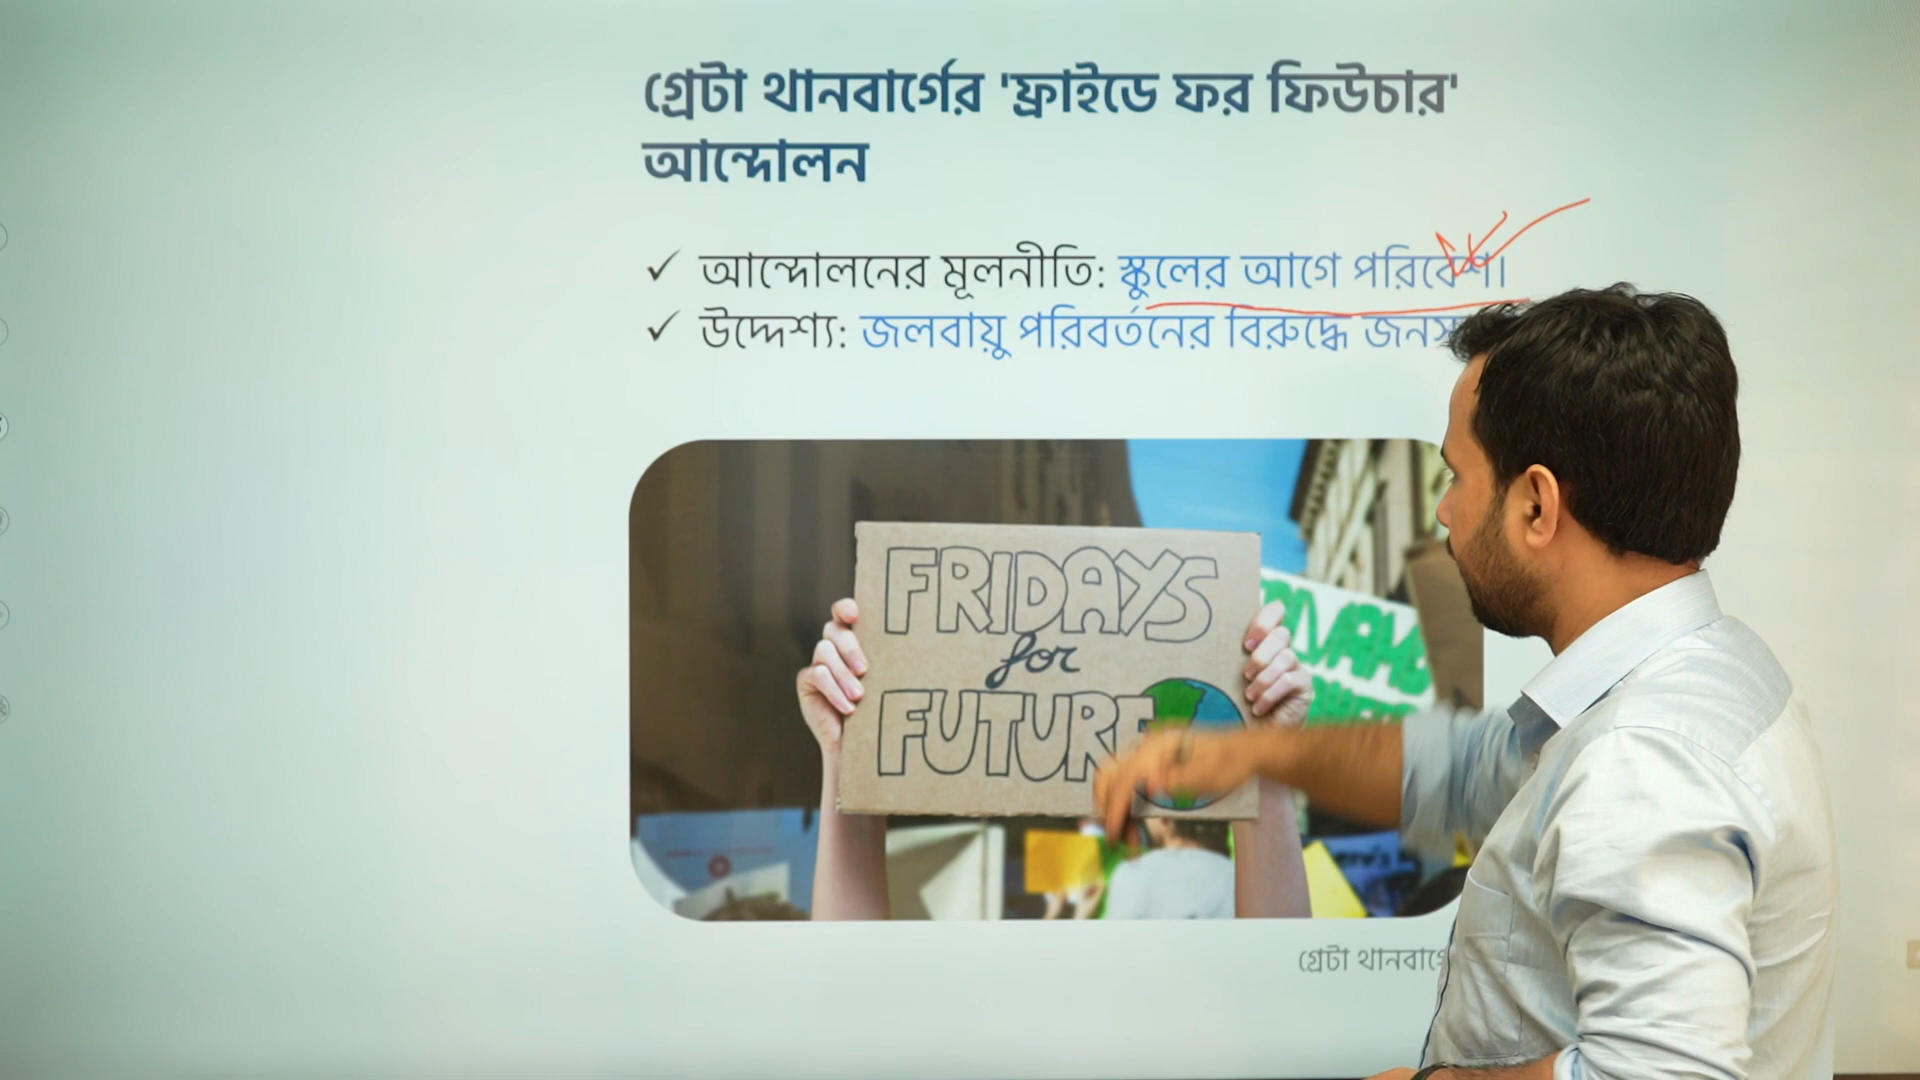 গ্রেটা থানবার্গের 'ফ্রাইডে ফর ফিউচার'
আন্দোলন
✓ আন্দোলনের মূলনীতি: স্কুলের আগে পরিবেশ।
✓ উদ্দেশ্য: জলবায়ু পরিবর্তনের বিরুদ্ধে
FRIDAYS
for
FUTURE
গ্রেটা